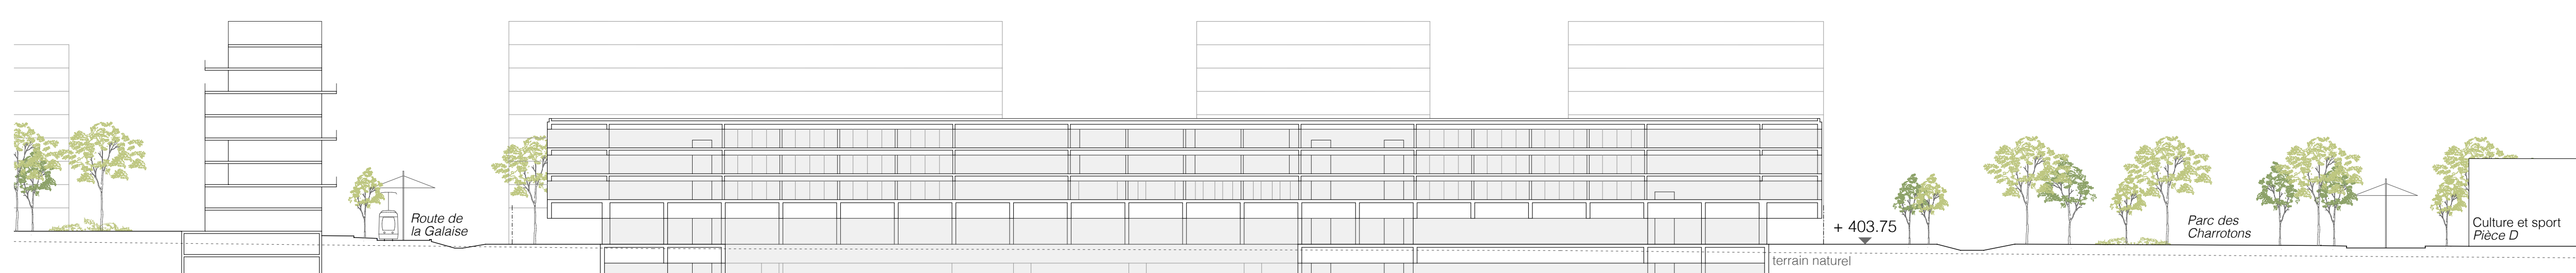 Route de
la Galaise
+ 403.75
terrain naturel
Parc des
Charrotons
Culture et sport
Pièce D